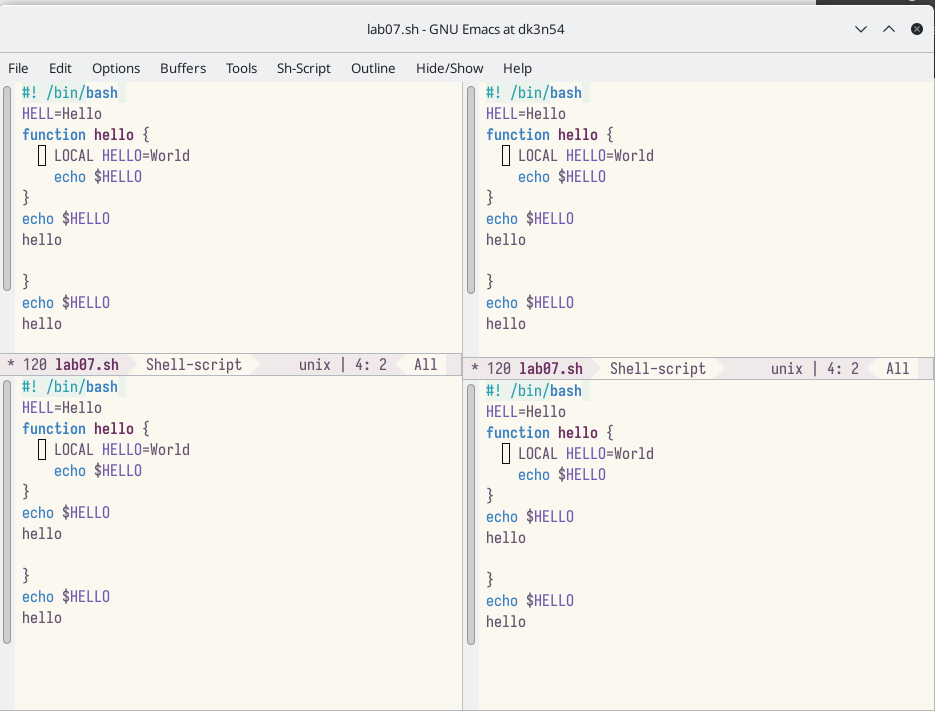 lab07.sh - GNU Emacs at dk3n54
File Edit Options Buffers Tools Sh-Script Outline Hide/Show Help
#! /bin/bash
HELL=Hello
function hello {
LOCAL HELLO=World
echo $HELLO
}
echo $HELLO
hello
}
echo $HELLO
hello
* 120 lab07.sh Shell-script unix | 4: 2 All
#! /bin/bash
HELL=Hello
function hello {
LOCAL HELLO=World
echo $HELLO
}
echo $HELLO
hello
}
echo $HELLO
hello
* 120 lab07.sh Shell-script unix | 4: 2 All
#! /bin/bash
HELL=Hello
function hello {
LOCAL HELLO=World
echo $HELLO
}
echo $HELLO
hello
}
echo $HELLO
hello
#! /bin/bash
HELL=Hello
function hello {
LOCAL HELLO=World
echo $HELLO
}
echo $HELLO
hello
}
echo $HELLO
hello